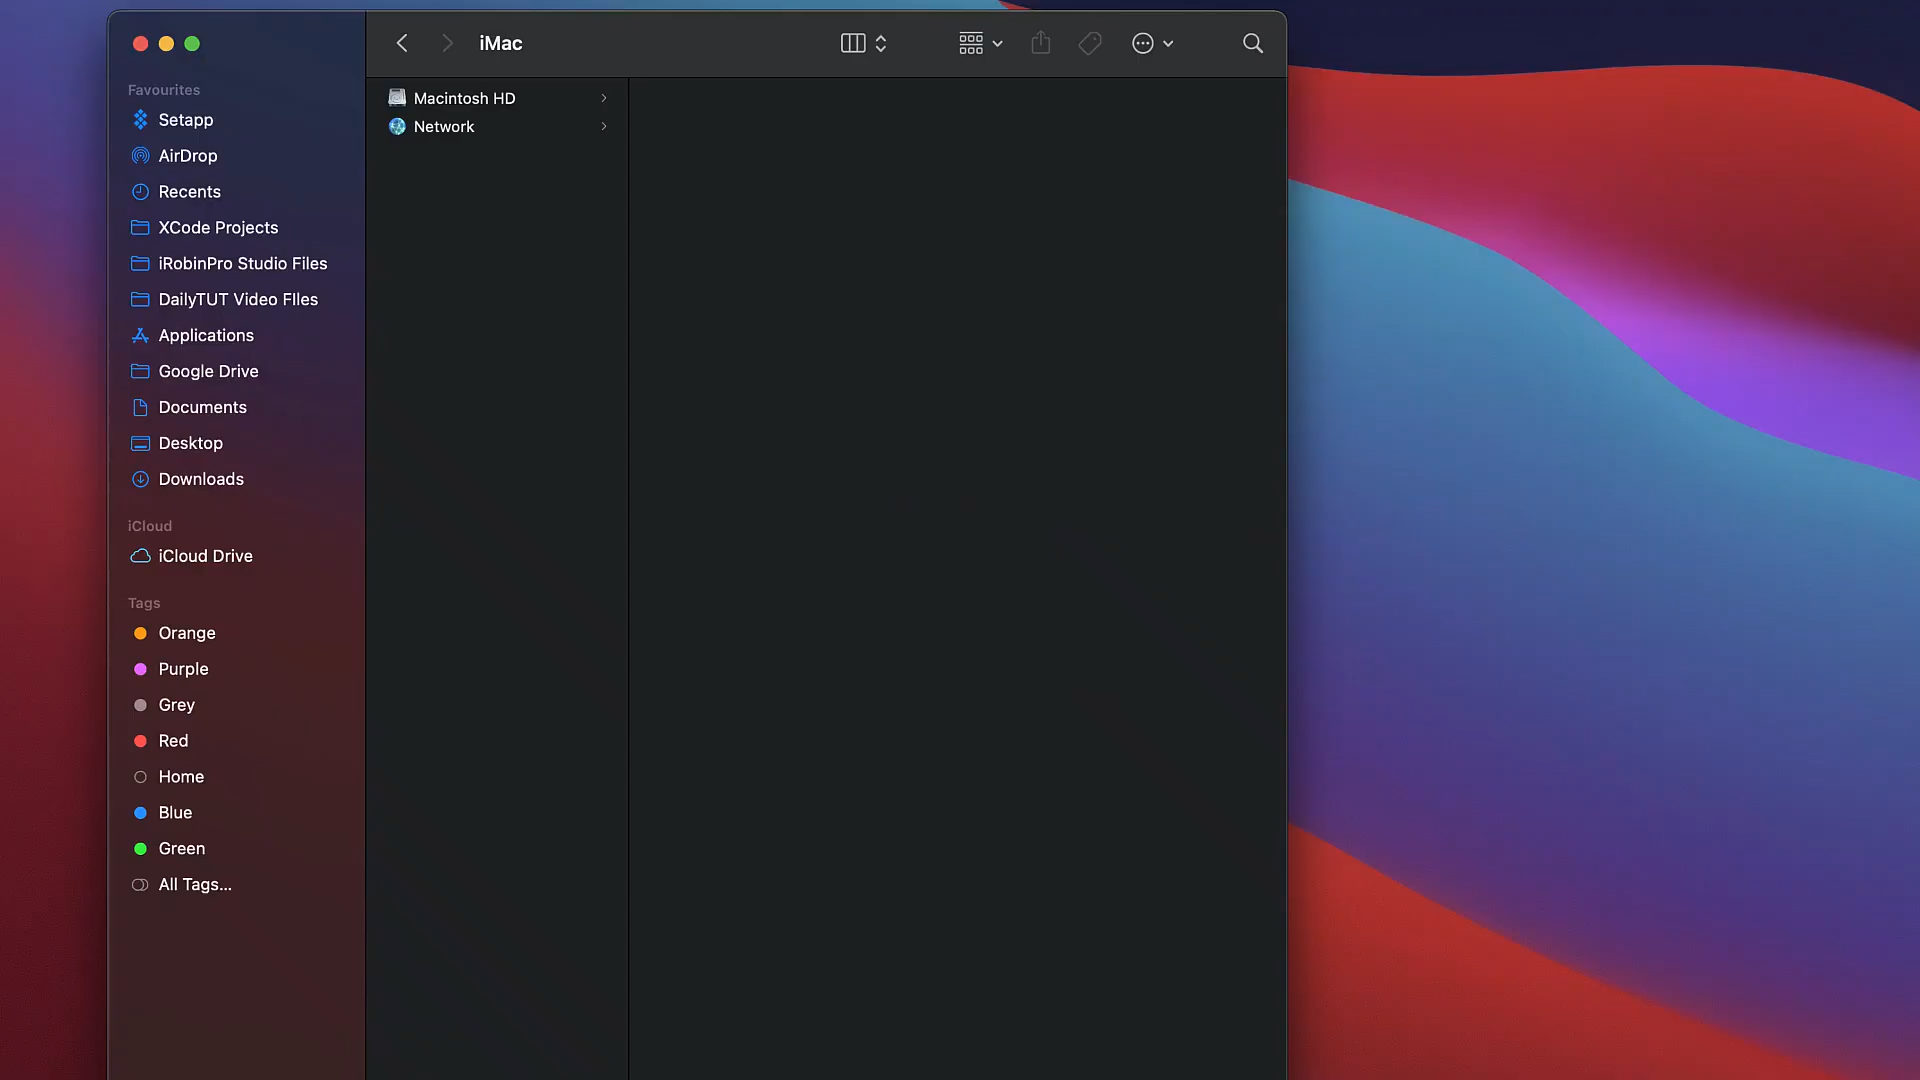 iMac
Favourites
Setapp
AirDrop
Recents
XCode Projects
iRobinPro Studio Files
DailyTUT Video FIles
Applications
Google Drive
Documents
Desktop
Downloads
iCloud
iCloud Drive
Tags
Orange
Purple
Grey
Red
Home
Blue
Green
All Tags...
Macintosh HD
Network